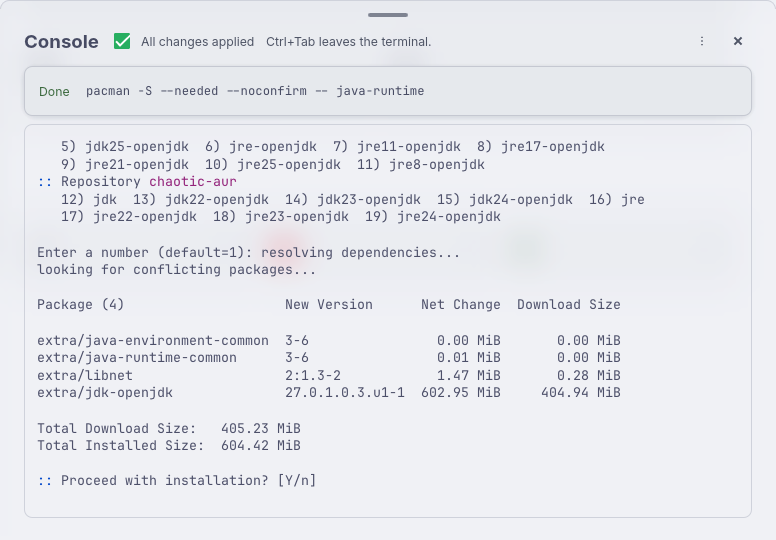 Console All changes applied Ctrl+Tab leaves the terminal.
Done pacman -S --needed --noconfirm -- java-runtime
5) jdk25-openjdk 6) jre-openjdk 7) jre11-openjdk 8) jre17-openjdk
9) jre21-openjdk 10) jre25-openjdk 11) jre8-openjdk
:: Repository chaotic-aur
12) jdk 13) jdk22-openjdk 14) jdk23-openjdk 15) jdk24-openjdk 16) jre
17) jre22-openjdk 18) jre23-openjdk 19) jre24-openjdk
Enter a number (default=1): resolving dependencies...
looking for conflicting packages...
Package (4) New Version Net Change Download Size
extra/java-environment-common 3-6 0.00 MiB 0.00 MiB
extra/java-runtime-common 3-6 0.01 MiB 0.00 MiB
extra/libnet 2:1.3-2 1.47 MiB 0.28 MiB
extra/jdk-openjdk 27.0.1.0.3.u1-1 602.95 MiB 404.94 MiB
Total Download Size: 405.23 MiB
Total Installed Size: 604.42 MiB
:: Proceed with installation? [Y/n]